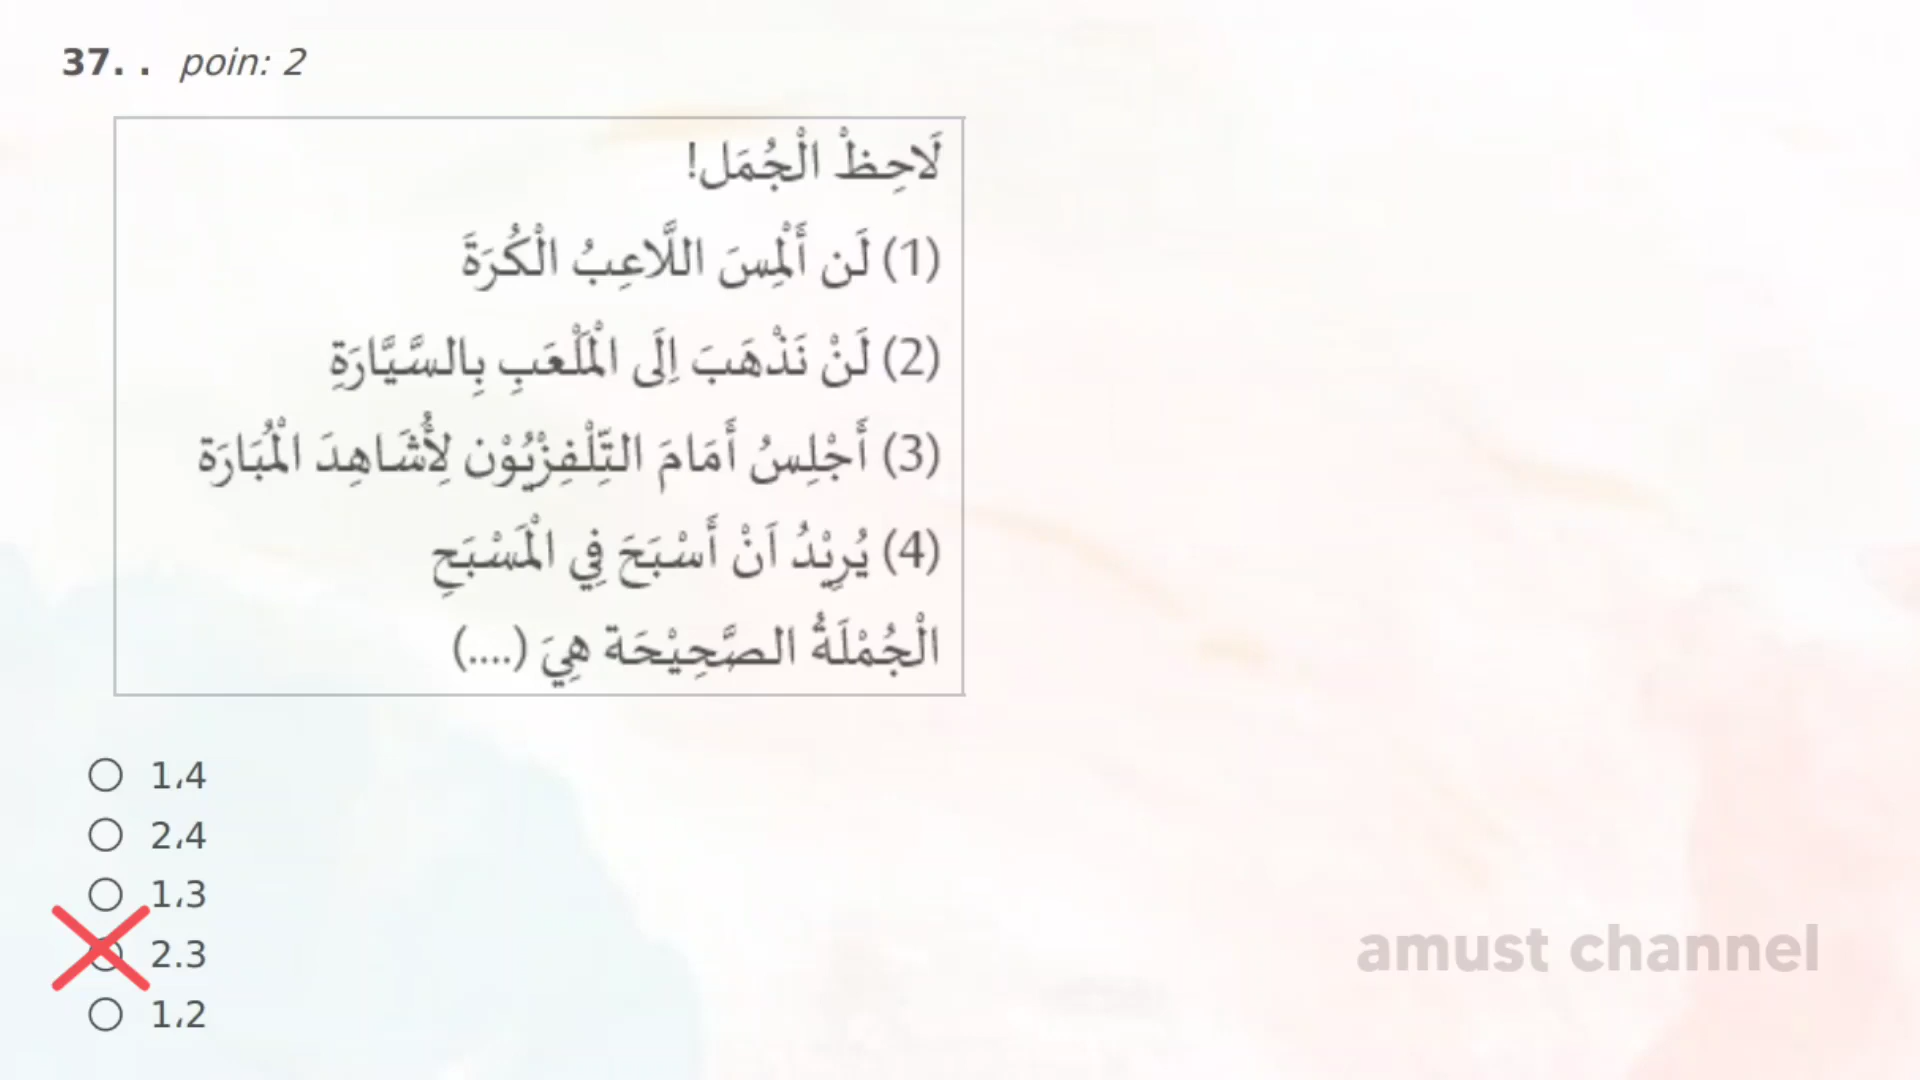 37. . poin: 2
لَاحِظْ الْجُمَل!
(1) لَن أَلْمِسَ اللَّاعِبُ الْكُرَةَ
(2) لَنْ نَذْهَبَ اِلَى الْمَلْعَبِ بِالسَّيَّارَةِ
(3) أَجْلِسُ أَمَامَ التِّلْفِزْيُوْن لِأُشَاهِدَ الْمُبَارَة
(4) يُرِيْدُ اَنْ أَسْبَحَ فِي الْمَسْبَحِ
الْجُمْلَةُ الصَّحِيْحَة هِيَ (....)
1،4
2،4
1،3
2.3
1،2
amust channel